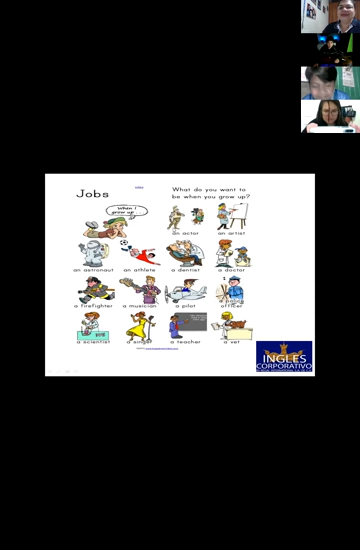 Jobs
What do you want to
be when you grow up?
When I
grow up...
an actor
an artist
an astronaut
an athlete
a dentist
a doctor
a firefighter
a musician
a pilot
a police
officer
a scientist
a singer
a teacher
a vet
INGLES
CORPORATIVO